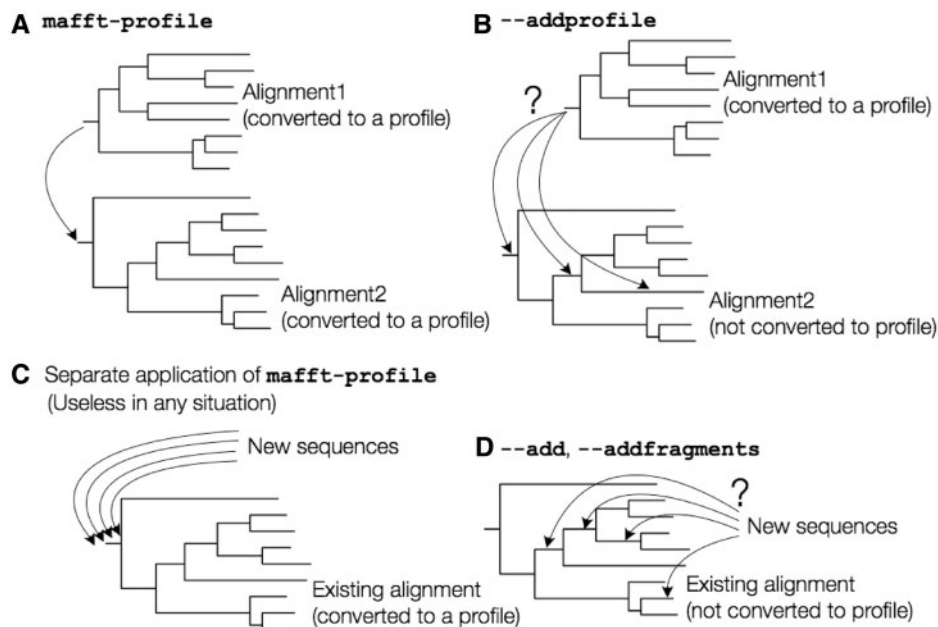 A mafft-profile
Alignment1
(converted to a profile)
Alignment2
(converted to a profile)
B --addprofile
?
Alignment1
(converted to a profile)
Alignment2
(not converted to profile)
C Separate application of mafft-profile
(Useless in any situation)
New sequences
Existing alignment
(converted to a profile)
D --add, --addfragments
?
New sequences
Existing alignment
(not converted to profile)